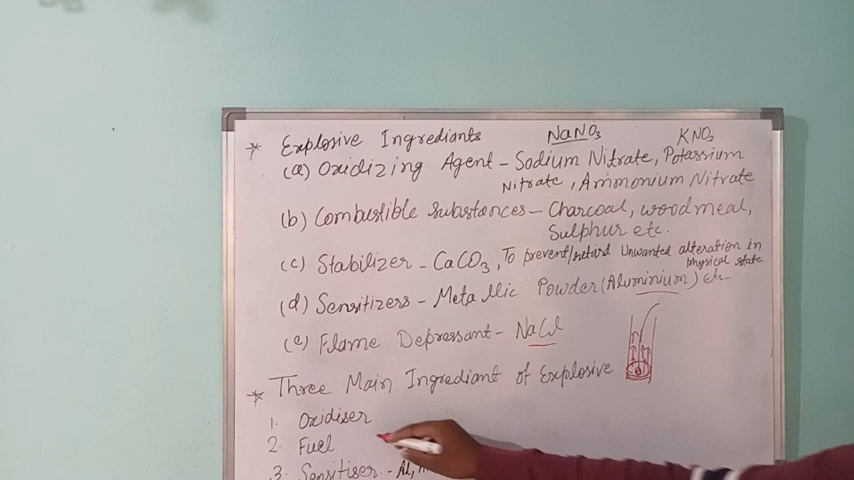 * Explosive Ingrediants NaNO3 KNO3
(a) Oxidizing Agent - Sodium Nitrate, Potassium
Nitrate, Ammonium Nitrate
(b) Combustible Substances - Charcoal, woodmeal,
Sulphur etc.
(c) Stabilizer - CaCO3, To prevent/retard Unwanted alteration in
Physical state
(d) Sensitizers - Metallic Powder (Aluminium) etc
(e) Flame Depressant - NaCl
* Three Main Ingrediant of Explosive
1. Oxidiser
2. Fuel
3. Sensitiser - Al,